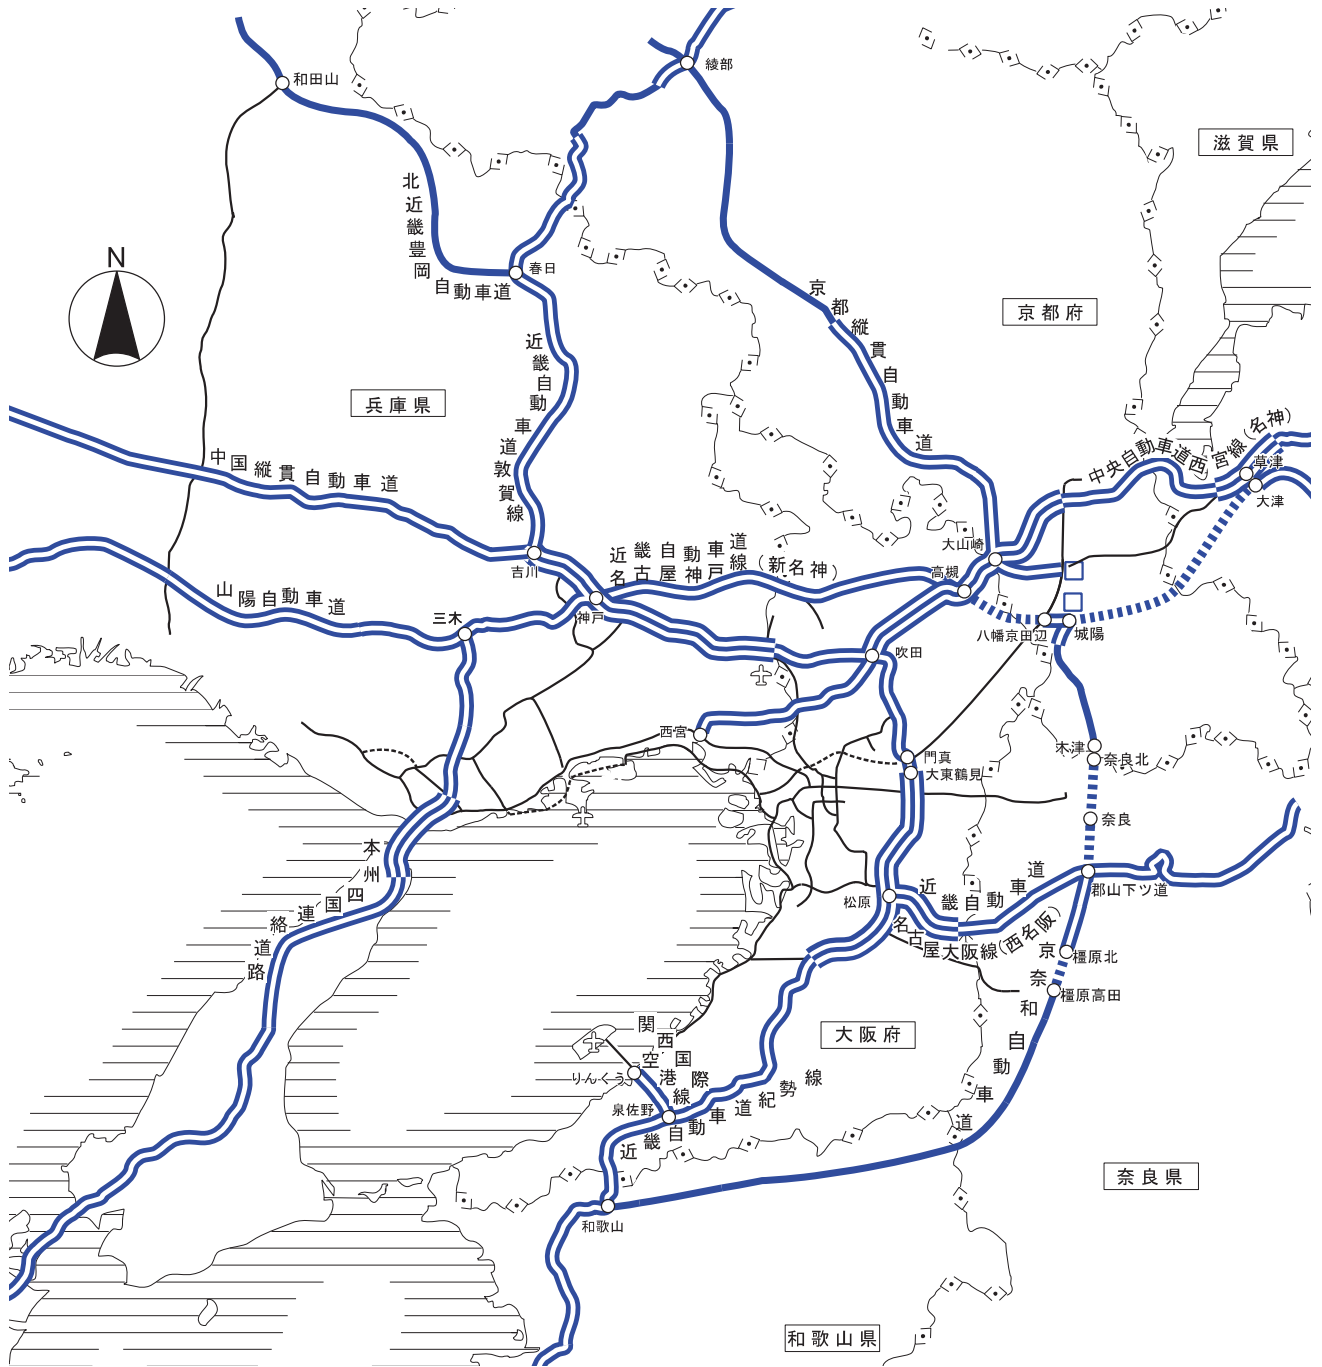 綾部
和田山
滋賀県
北近畿豊岡自動車道
春日
N
京都府
京都縦貫自動車道
近畿自動車道敦賀線
兵庫県
中央自動車道西宮線(名神)
草津
大津
中国縦貫自動車道
大山崎
近畿自動車道
名古屋神戸線(新名神)
吉川
高槻
山陽自動車道
三木
神戸
八幡京田辺
城陽
吹田
西宮
木津
門真
奈良北
大東鶴見
奈良
本州四国連絡道路
近畿自動車道
名古屋大阪線(西名阪)
郡山下ツ道
松原
橿原北
橿原高田
京奈和自動車道
関西空港線
国際
大阪府
りんくう
泉佐野
近畿自動車道紀勢線
奈良県
和歌山
和歌山県